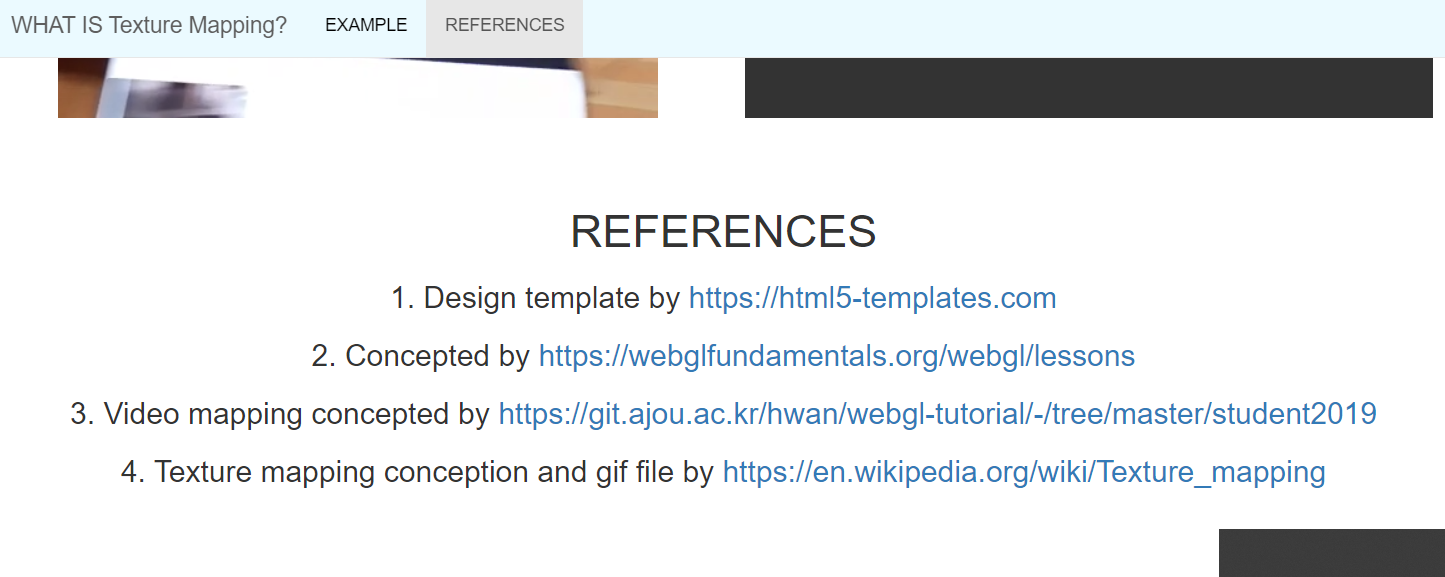 WHAT IS Texture Mapping? EXAMPLE REFERENCES
REFERENCES
1. Design template by https://html5-templates.com
2. Concepted by https://webglfundamentals.org/webgl/lessons
3. Video mapping concepted by https://git.ajou.ac.kr/hwan/webgl-tutorial/-/tree/master/student2019
4. Texture mapping conception and gif file by https://en.wikipedia.org/wiki/Texture_mapping